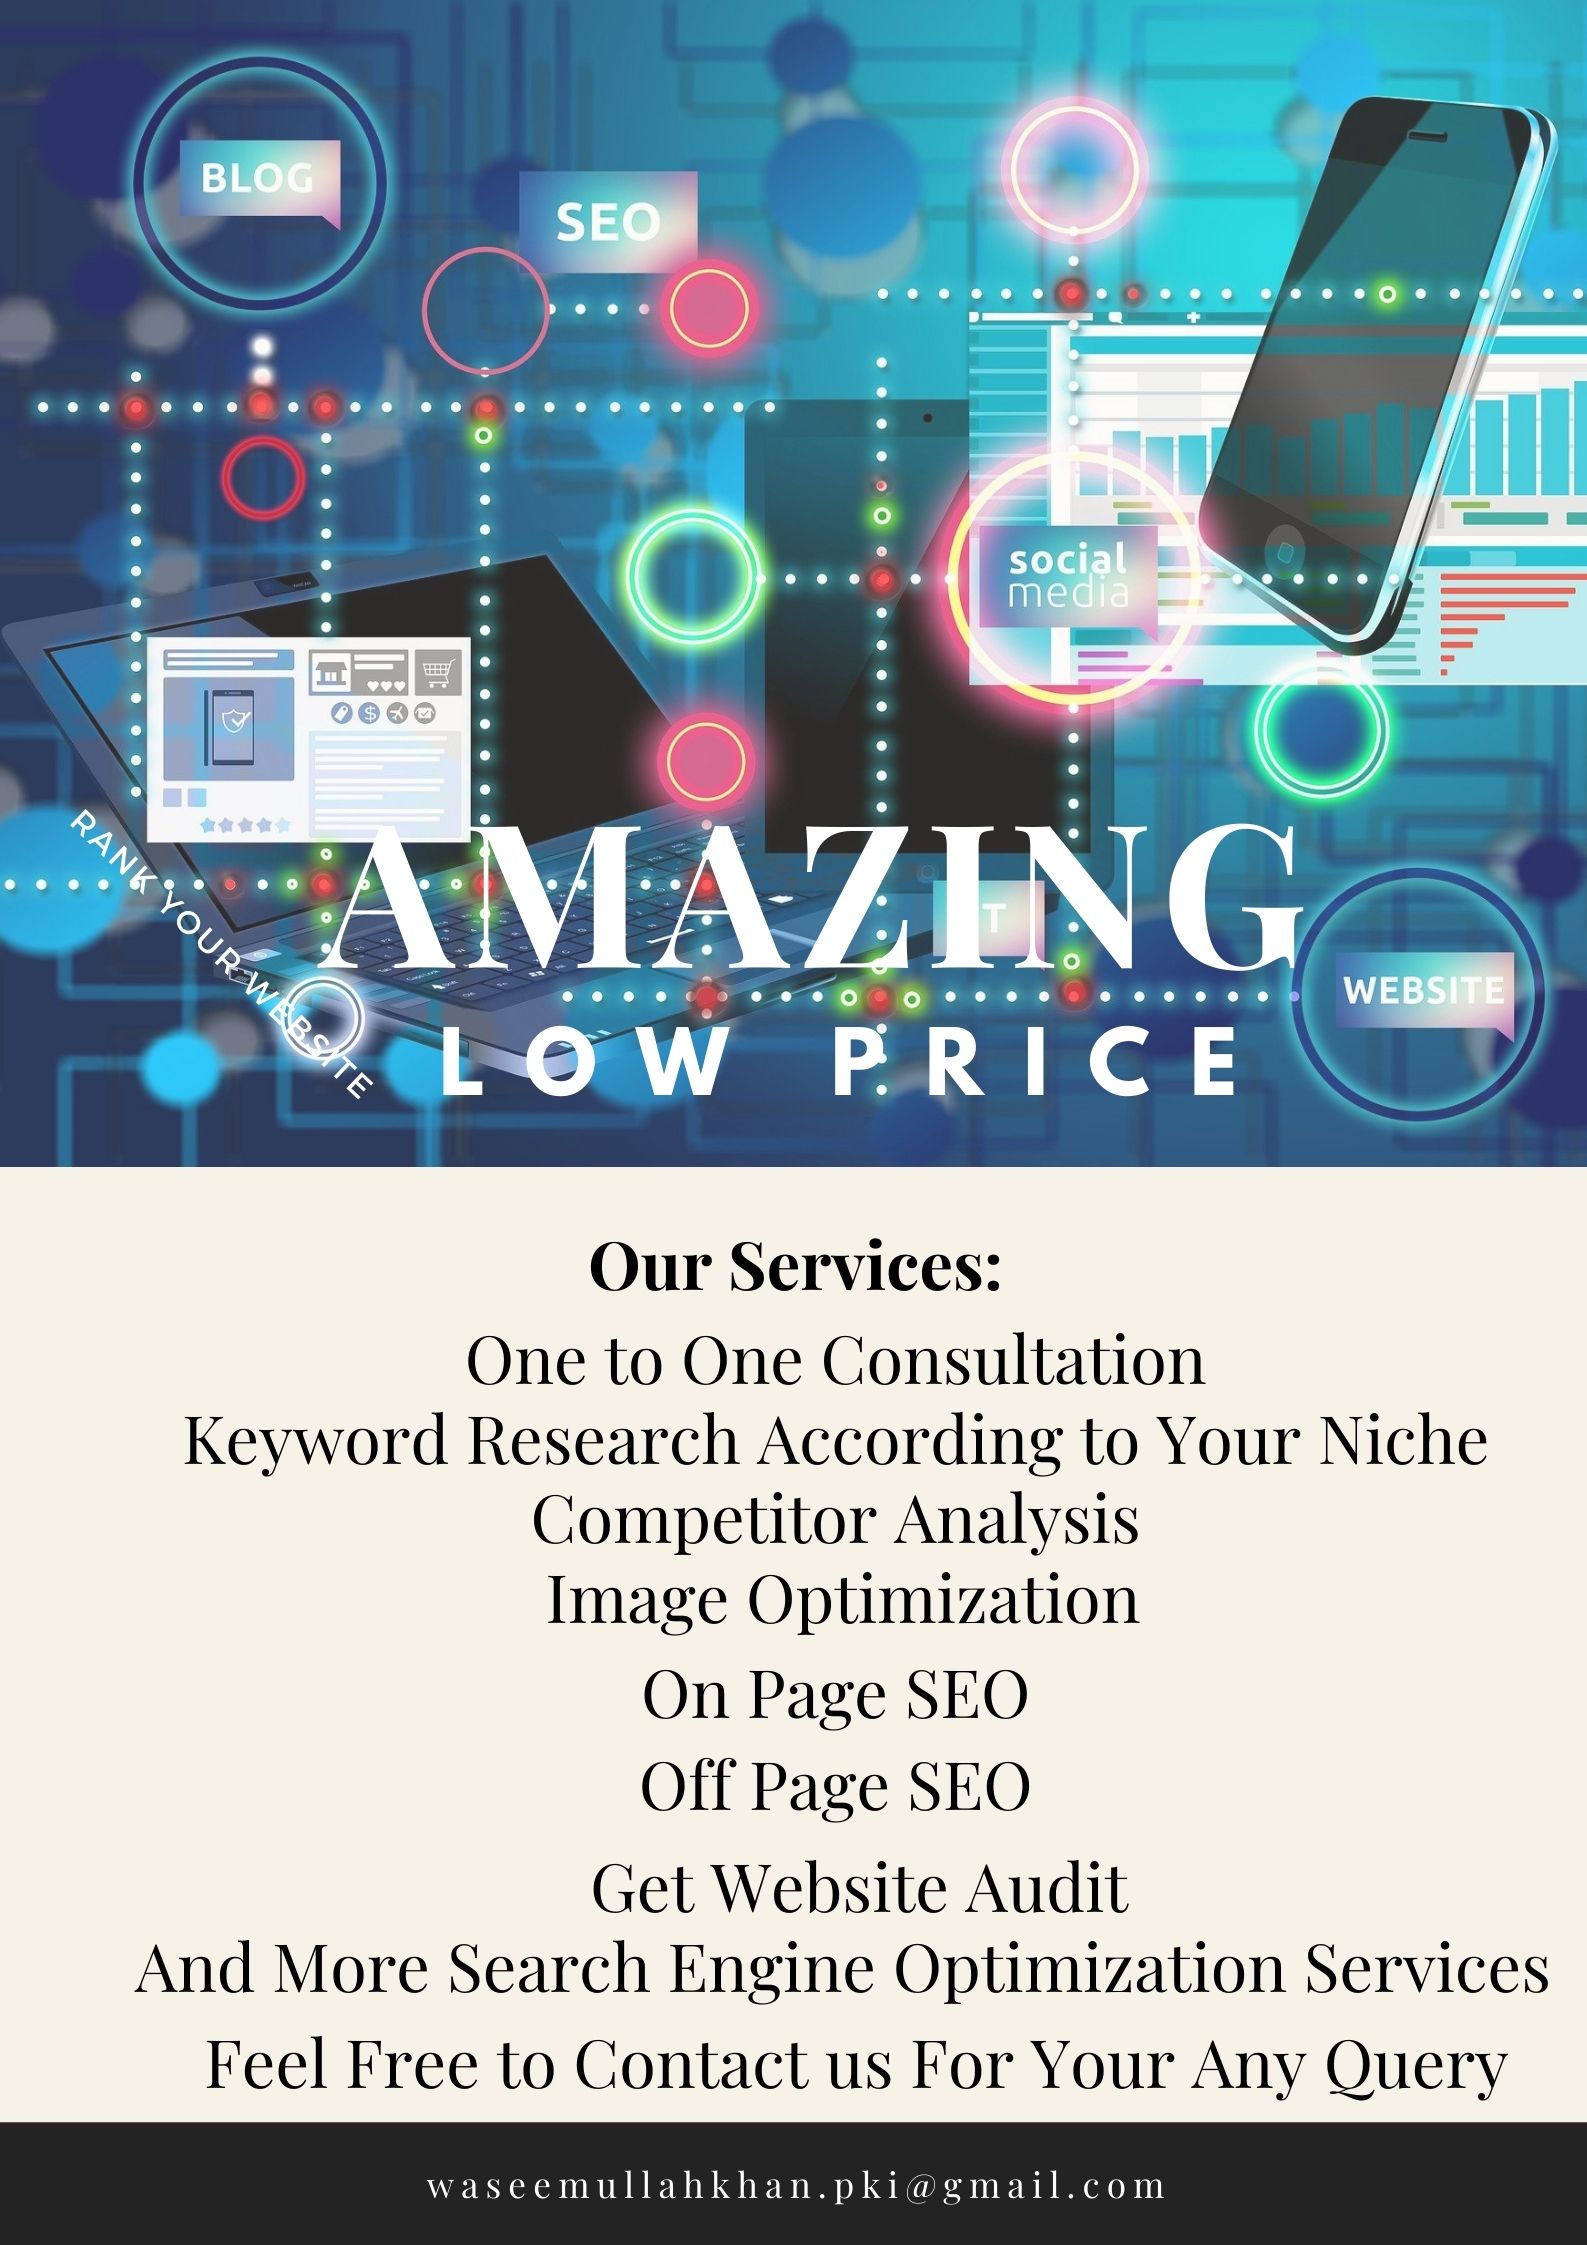 BLOG
SEO
social
media
RANK YOUR WEBSITE
AMAZING
T
WEBSITE
LOW PRICE
Our Services:
One to One Consultation
Keyword Research According to Your Niche
Competitor Analysis
Image Optimization
On Page SEO
Off Page SEO
Get Website Audit
And More Search Engine Optimization Services
Feel Free to Contact us For Your Any Query
waseemullahkhan.pki@gmail.com